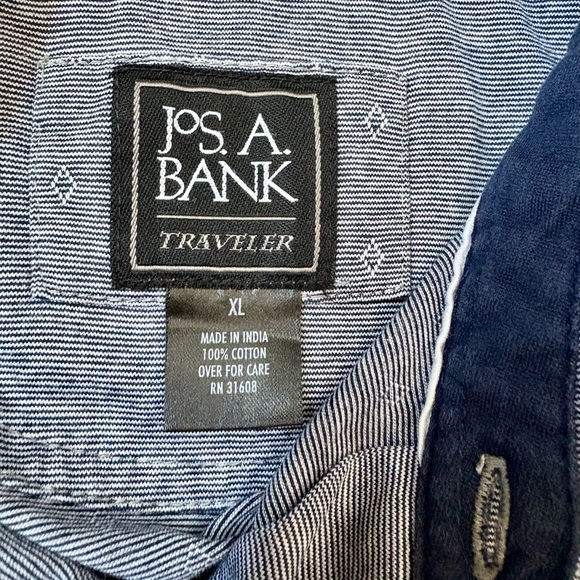 JOS. A.
BANK
TRAVELER
XL
MADE IN INDIA
100% COTTON
OVER FOR CARE
RN 31608